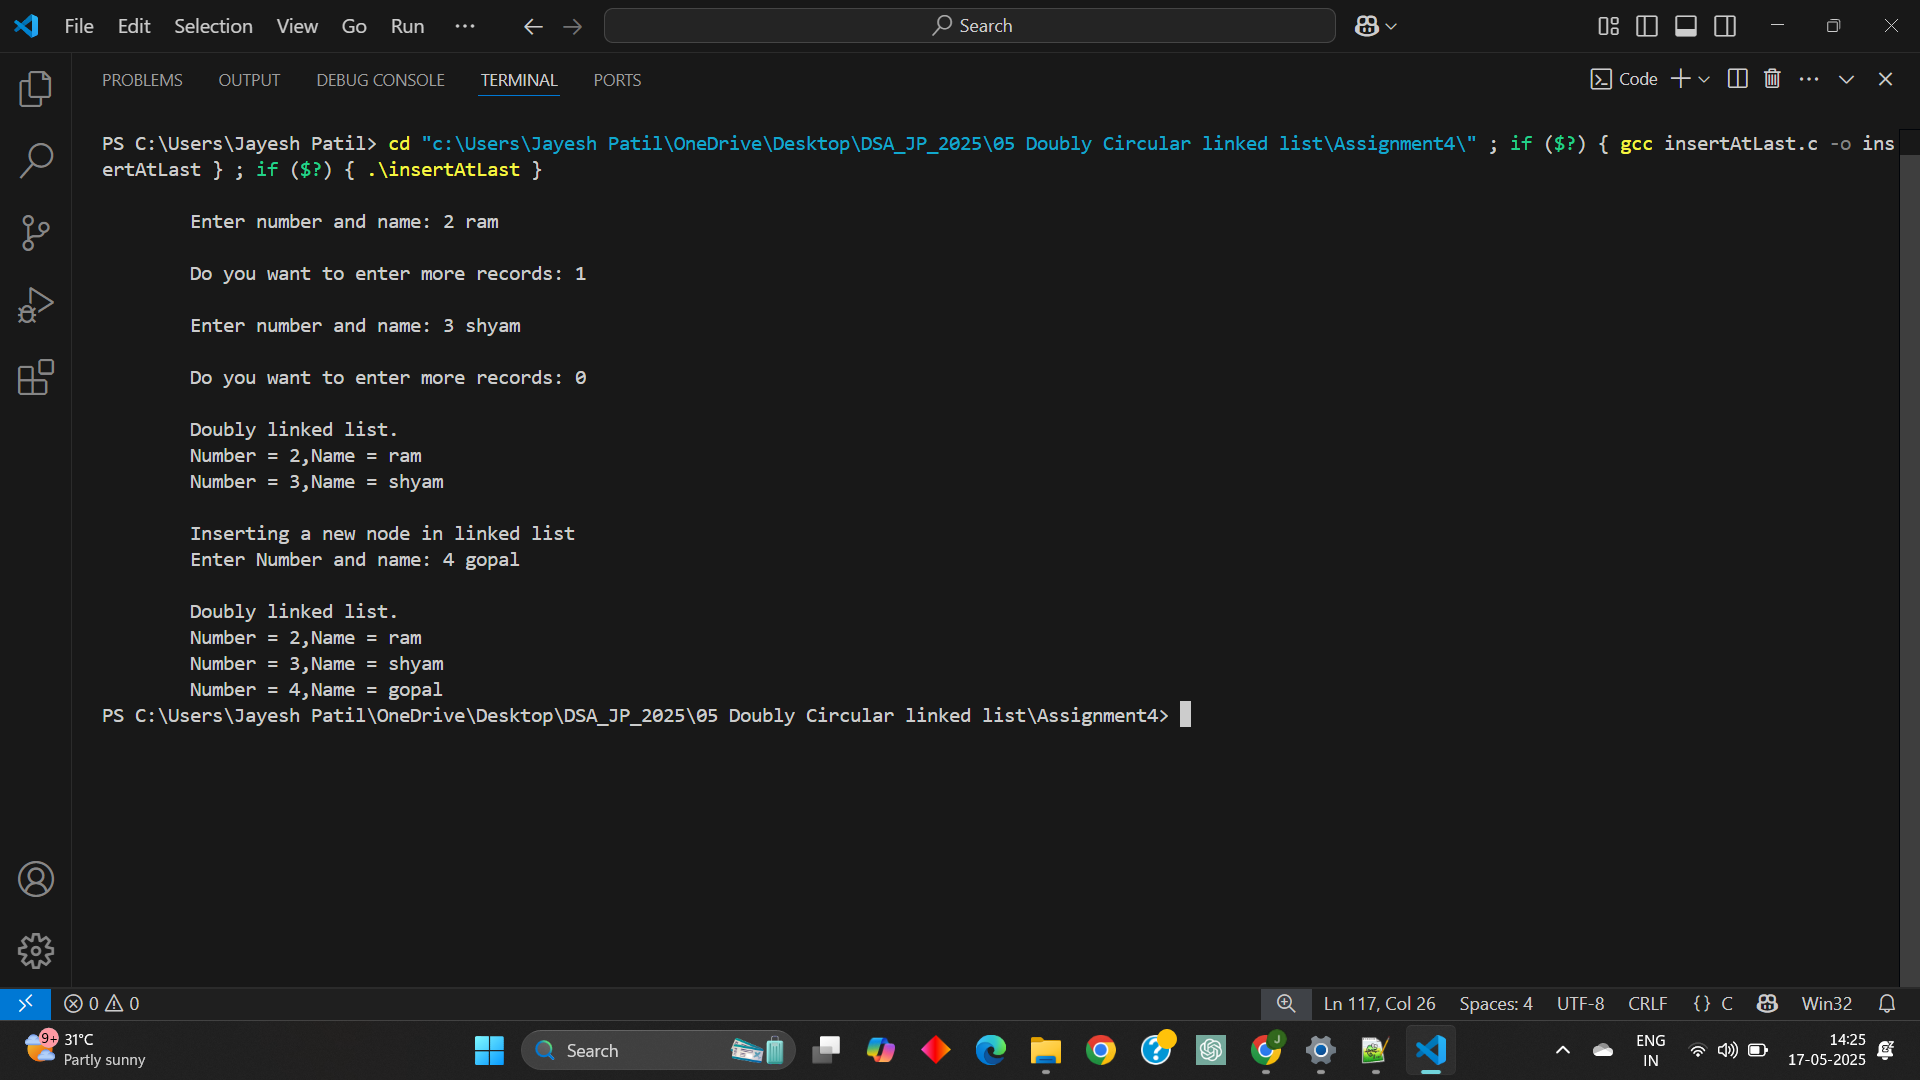 File Edit Selection View Go Run ··· Search
PROBLEMS OUTPUT DEBUG CONSOLE TERMINAL PORTS Code
PS C:\Users\Jayesh Patil> cd "c:\Users\Jayesh Patil\OneDrive\Desktop\DSA_JP_2025\05 Doubly Circular linked list\Assignment4\" ; if ($?) { gcc insertAtLast.c -o ins
ertAtLast } ; if ($?) { .\insertAtLast }
Enter number and name: 2 ram
Do you want to enter more records: 1
Enter number and name: 3 shyam
Do you want to enter more records: 0
Doubly linked list.
Number = 2,Name = ram
Number = 3,Name = shyam
Inserting a new node in linked list
Enter Number and name: 4 gopal
Doubly linked list.
Number = 2,Name = ram
Number = 3,Name = shyam
Number = 4,Name = gopal
PS C:\Users\Jayesh Patil\OneDrive\Desktop\DSA_JP_2025\05 Doubly Circular linked list\Assignment4>
0 0 Ln 117, Col 26 Spaces: 4 UTF-8 CRLF {} C Win32
9+ 31°C
Partly sunny
Search
J
ENG
IN
14:25
17-05-2025